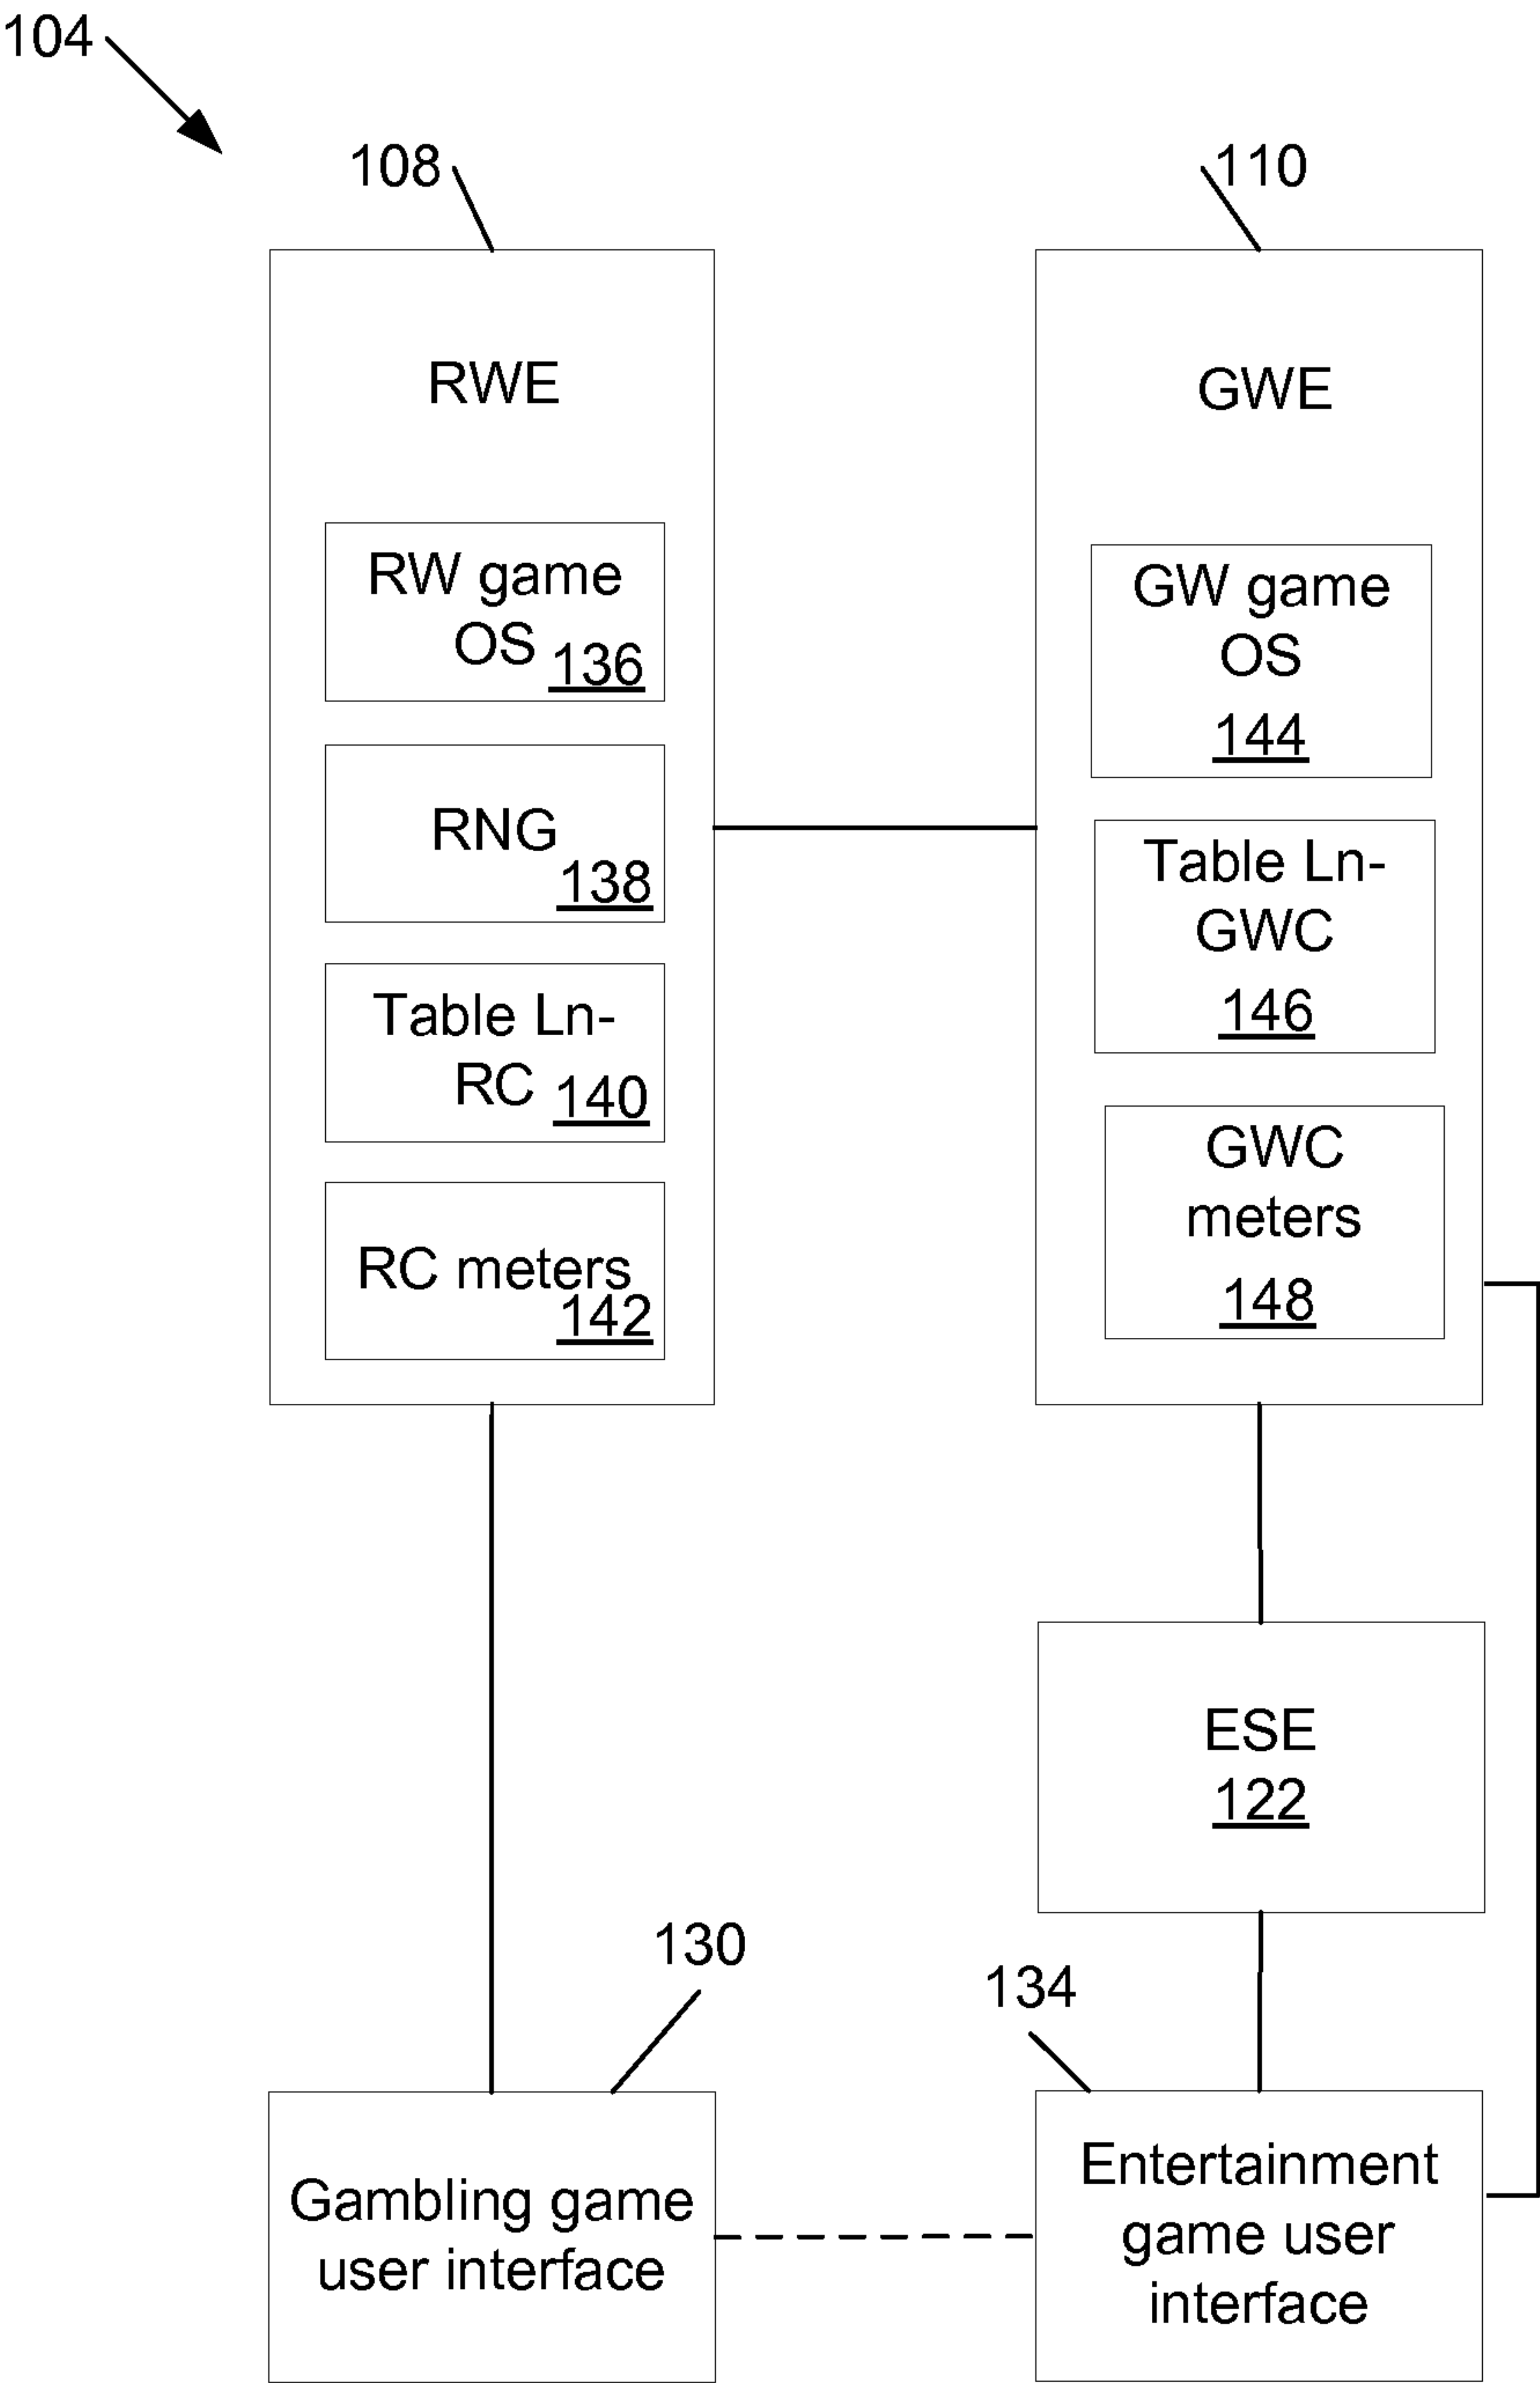 104
108
110
RWE
RW game
OS 136
RNG
138
Table Ln-
RC 140
RC meters
142
GWE
GW game
OS
144
Table Ln-
GWC
146
GWC
meters
148
ESE
122
130
134
Gambling game
user interface
Entertainment
game user
interface